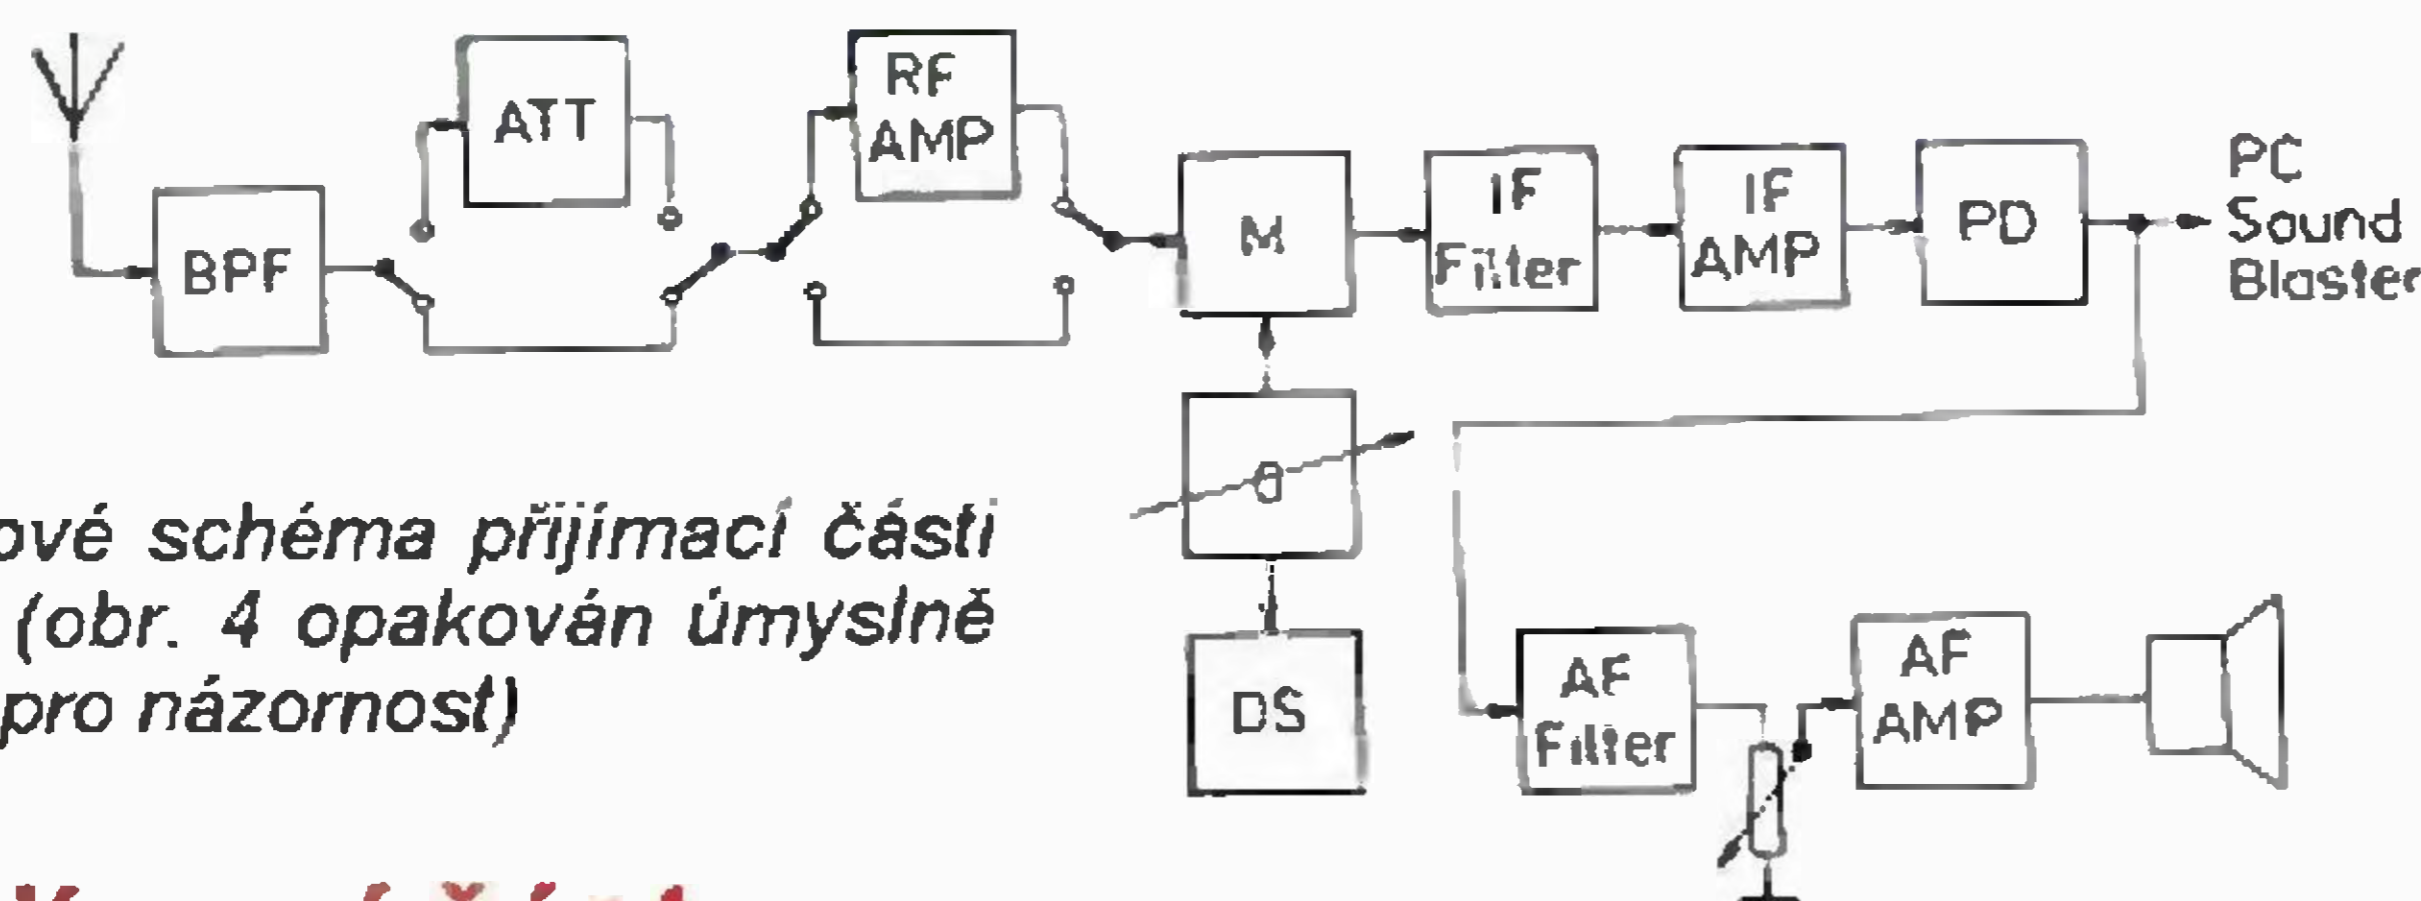 ATT
RF
AMP
BPF
M
IF
Filter
IF
AMP
PD
PC
Sound
Blaster
G
DS
AF
Filter
AF
AMP
ové schéma přijímací části
(obr. 4 opakován úmyslně
pro názornost)